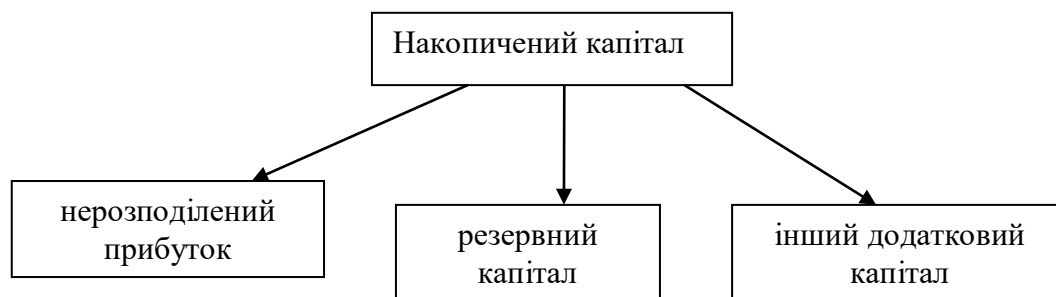 Накопичений капітал
нерозподілений
прибуток
резервний
капітал
інший додатковий
капітал